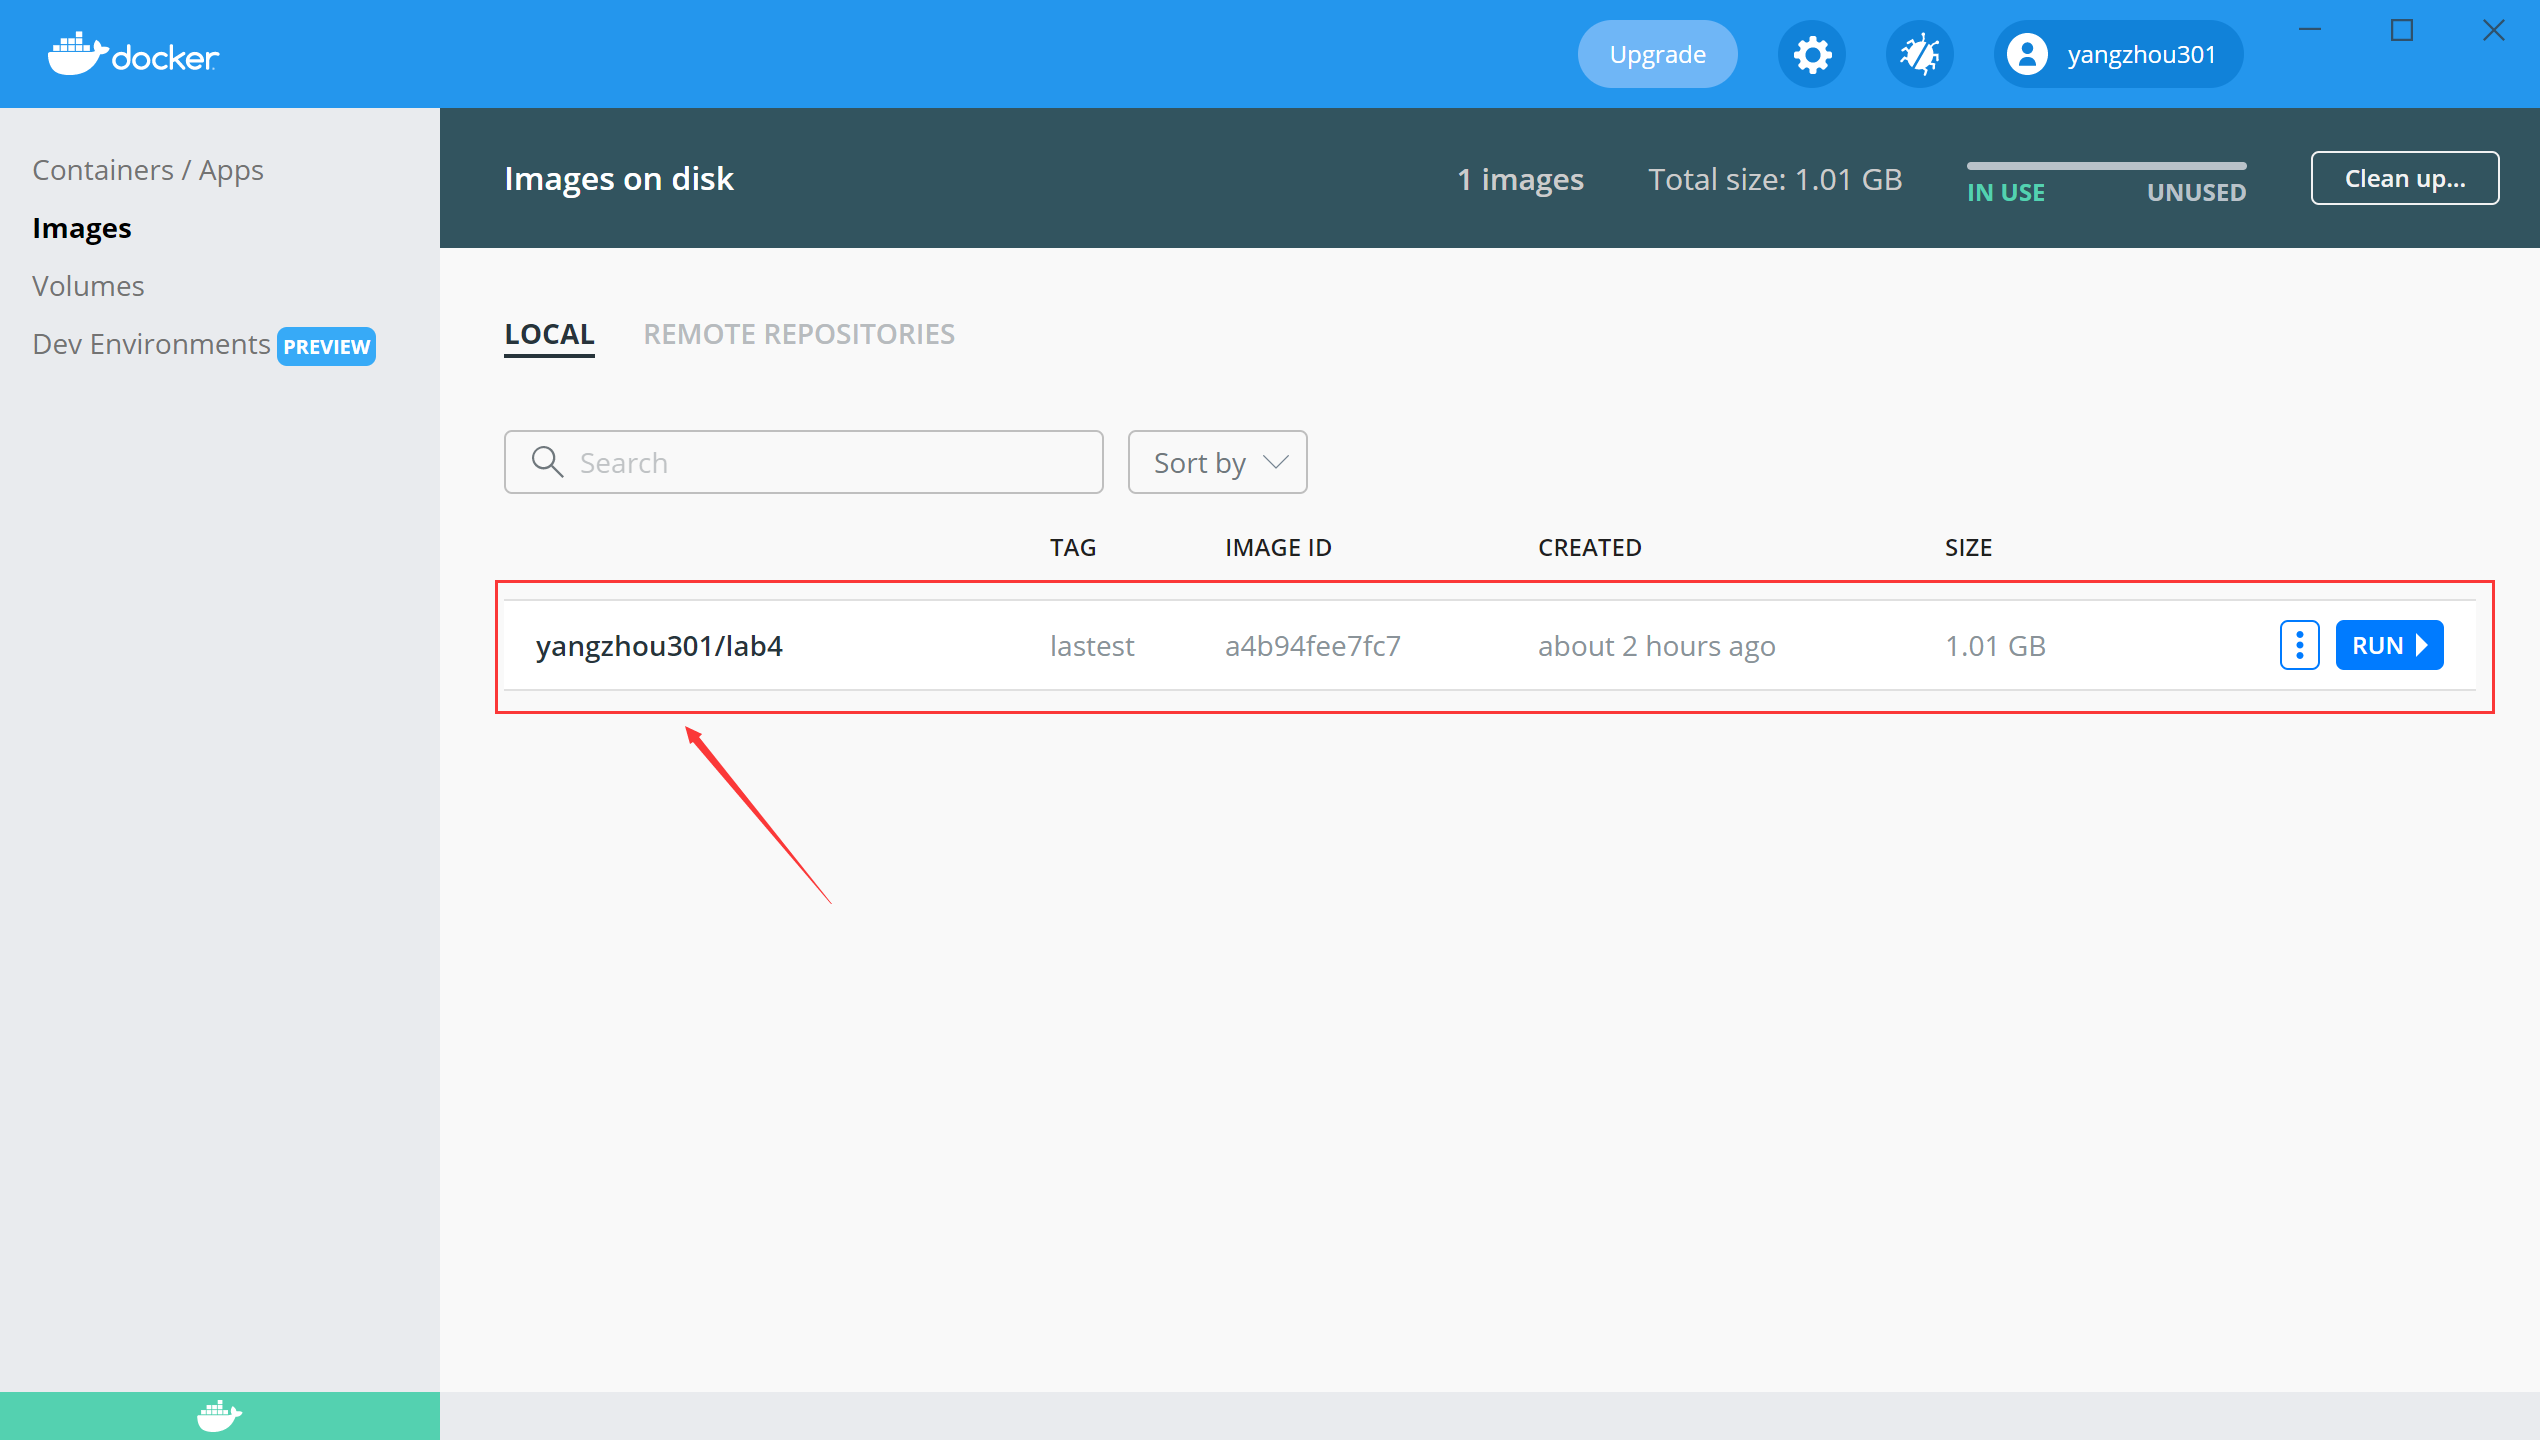 docker
Upgrade
yangzhou301
Containers / Apps
Images
Volumes
Dev Environments PREVIEW
Images on disk
1 images
Total size: 1.01 GB
IN USE
UNUSED
Clean up...
LOCAL
REMOTE REPOSITORIES
Search
Sort by
TAG
IMAGE ID
CREATED
SIZE
yangzhou301/lab4
lastest
a4b94fee7fc7
about 2 hours ago
1.01 GB
RUN